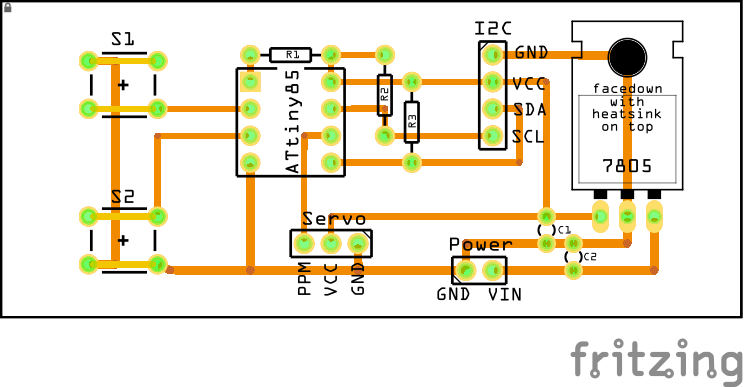 S1
R1
I2C
GND
ATtiny85
R2
R3
VCC
SDA
SCL
facedown
with
heatsink
on top
7805
S2
Servo
C1
Power
C2
PPM
VCC
GND
GND VIN
fritzing